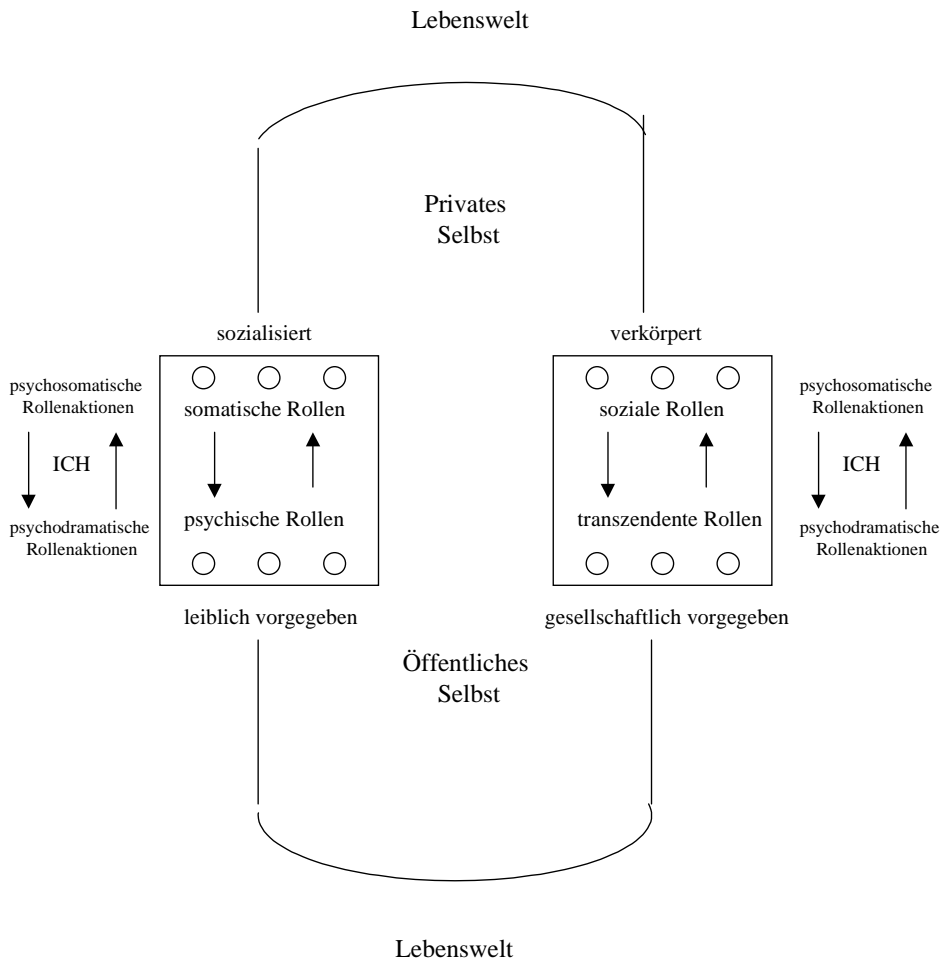 Lebenswelt
Privates
Selbst
sozialisiert
verkörpert
psychosomatische
Rollenaktionen
ICH
psychodramatische
Rollenaktionen
somatische Rollen
psychische Rollen
soziale Rollen
transzendente Rollen
psychosomatische
Rollenaktionen
ICH
psychodramatische
Rollenaktionen
leiblich vorgegeben
gesellschaftlich vorgegeben
Öffentliches
Selbst
Lebenswelt